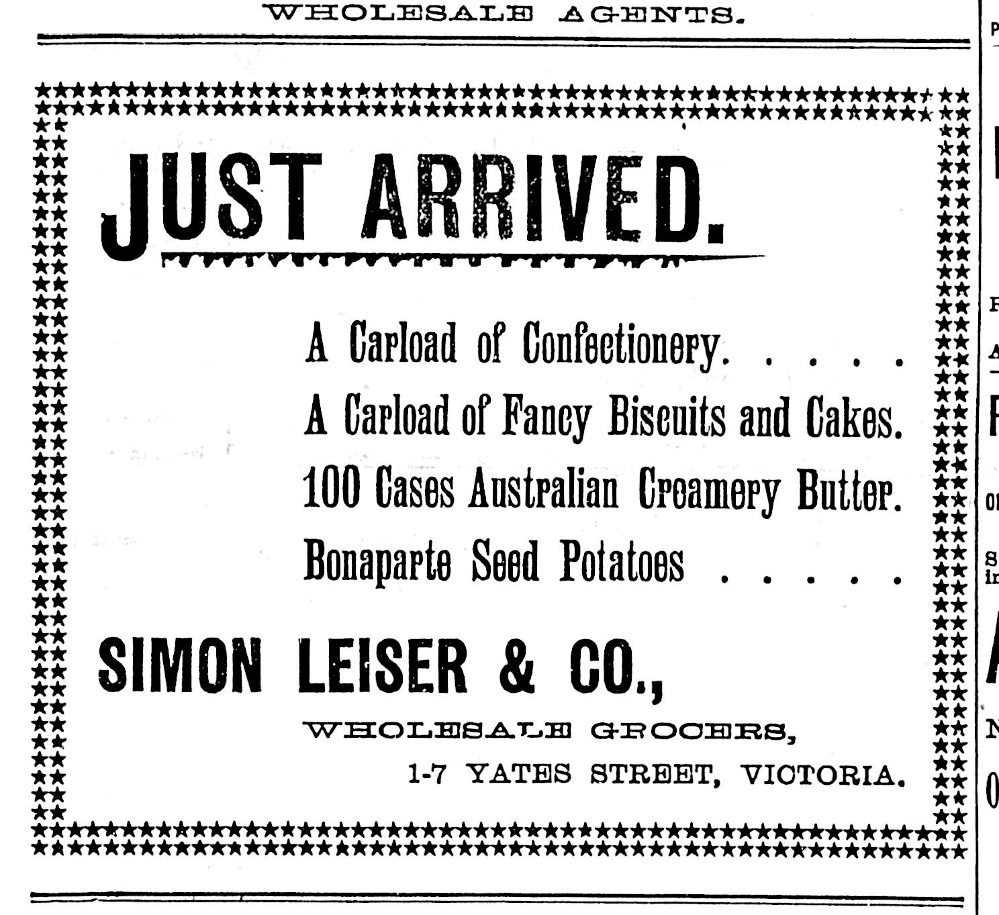 WHOLESALE AGENTS.
JUST ARRIVED.
A Carload of Confectionery. . . . .
A Carload of Fancy Biscuits and Cakes.
100 Cases Australian Creamery Butter.
Bonaparte Seed Potatoes . . . . .
SIMON LEISER & CO.,
WHOLESALE GROCERS,
1-7 YATES STREET, VICTORIA.